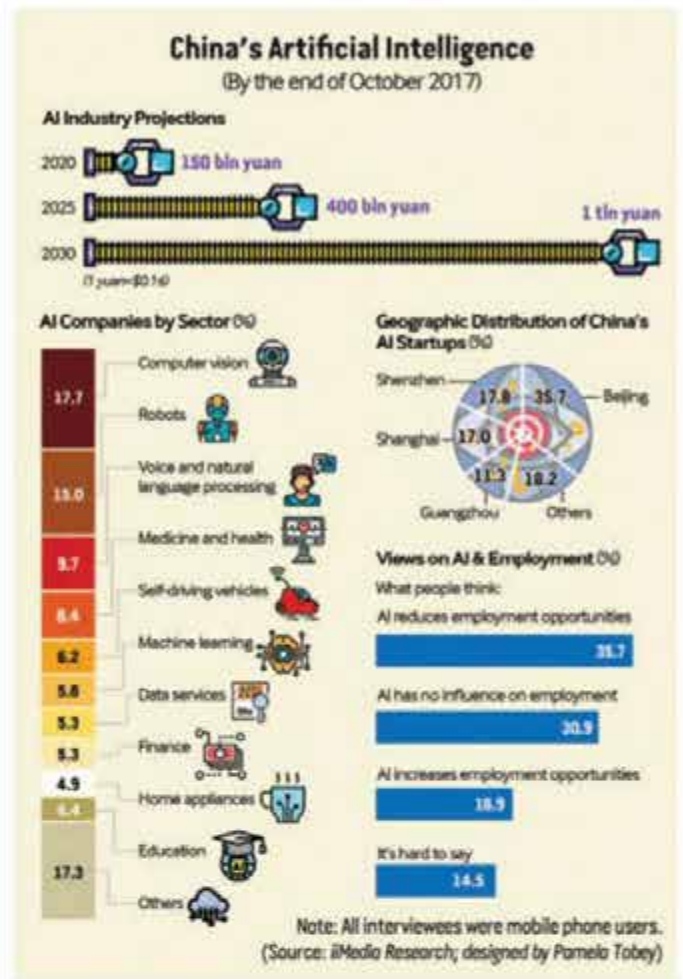 China's Artificial Intelligence
(By the end of October 2017)
AI Industry Projections
2020 150 bln yuan
2025 400 bln yuan
1 tln yuan
2030
(1 yuan=$0.16)
AI Companies by Sector (%)
17.7
15.0
9.7
8.4
6.2
5.8
5.3
5.3
4.9
17.3
Computer vision
Robots
Voice and natural
language processing
Medicine and health
Self-driving vehicles
Machine learning
Data services
Finance
Home appliances
Education
AI
Others
Geographic Distribution of China's
AI Startups (%)
Shenzhen 17.8
35.7 Beijing
Shanghai 17.0
11.3 18.2
Guangzhou Others
Views on AI & Employment (%)
What people think:
AI reduces employment opportunities
35.7
AI has no influence on employment
30.9
AI increases employment opportunities
18.9
It's hard to say
14.5
Note: All interviewees were mobile phone users.
(Source: iiMedia Research; designed by Pamela Tobey)